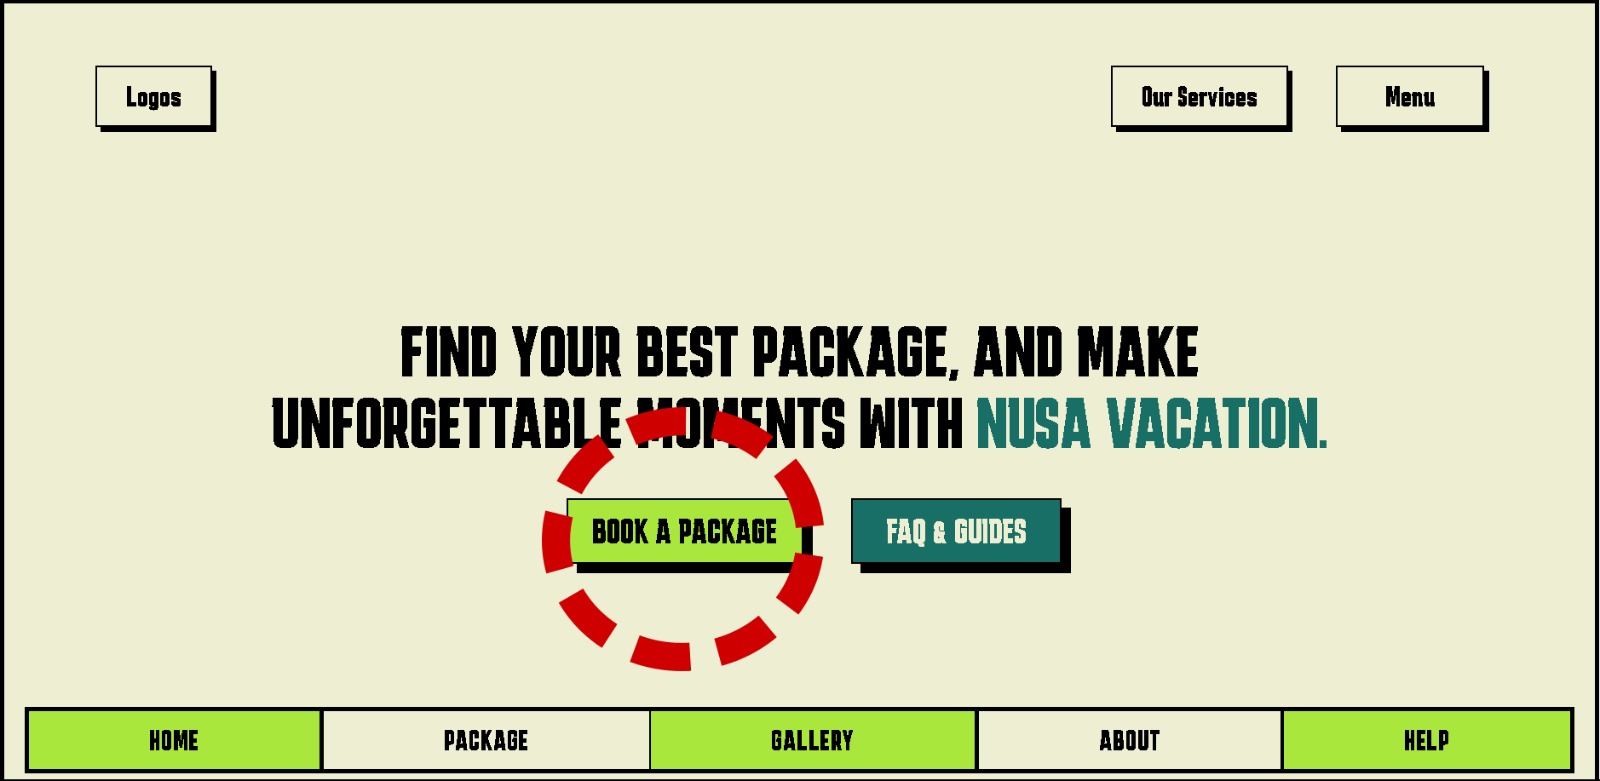 Logos
Our Services
Menu
FIND YOUR BEST PACKAGE, AND MAKE
UNFORGETTABLE MOMENTS WITH NUSA VACATION.
BOOK A PACKAGE
FAQ & GUIDES
HOME
PACKAGE
GALLERY
ABOUT
HELP